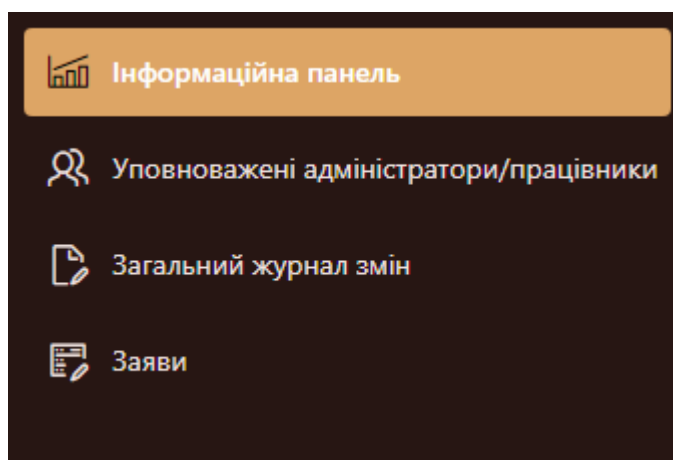 Інформаційна панель
Уповноважені адміністратори/працівники
Загальний журнал змін
Заяви